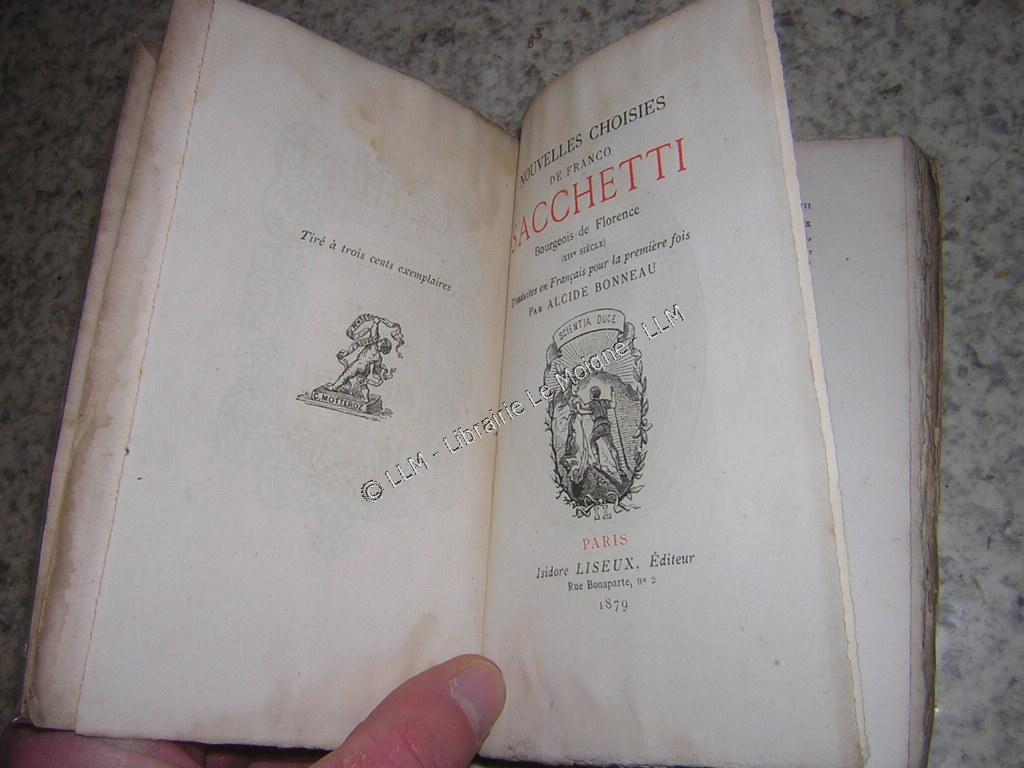 Tiré à trois cents exemplaires
C. MOTTEROZ
NOUVELLES CHOISIES
DE FRANCO
SACCHETTI
Bourgeois de Florence
(XIVe SIÈCLE)
Traduites en Français pour la première fois
PAR ALCIDE BONNEAU
SCIENTIA DUCE
PARIS
Isidore LISEUX, Éditeur
Rue Bonaparte, no 2
1879
© LLM - Librairie Le Moigne - LLM